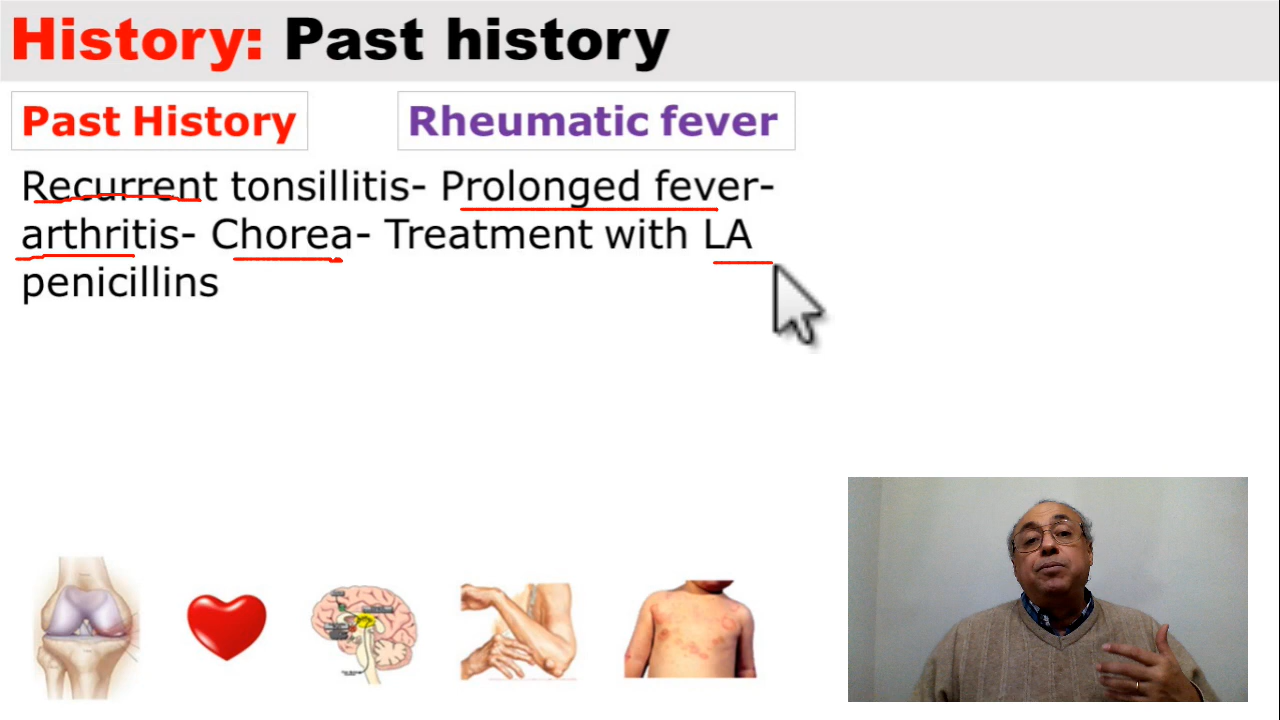 History: Past history
Past History
Rheumatic fever
Recurrent tonsillitis- Prolonged fever-
arthritis- Chorea- Treatment with LA
penicillins